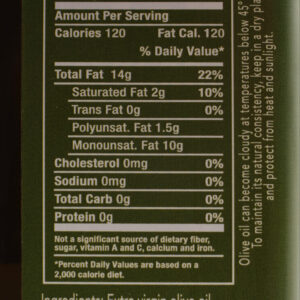 Amount Per Serving
Calories 120 Fat Cal. 120
% Daily Value*
Total Fat 14g 22%
Saturated Fat 2g 10%
Trans Fat 0g 0%
Polyunsat. Fat 1.5g
Monounsat. Fat 10g
Cholesterol 0mg 0%
Sodium 0mg 0%
Total Carb 0g 0%
Protein 0g 0%
Not a significant source of dietary fiber,
sugar, vitamin A and C, calcium and iron.
*Percent Daily Values are based on a
2,000 calorie diet.
Ingredients: Extra virgin olive oil
Olive oil can become cloudy at temperatures below 45°
To maintain its natural consistency, keep in a dry
and protect from heat and sunlight.